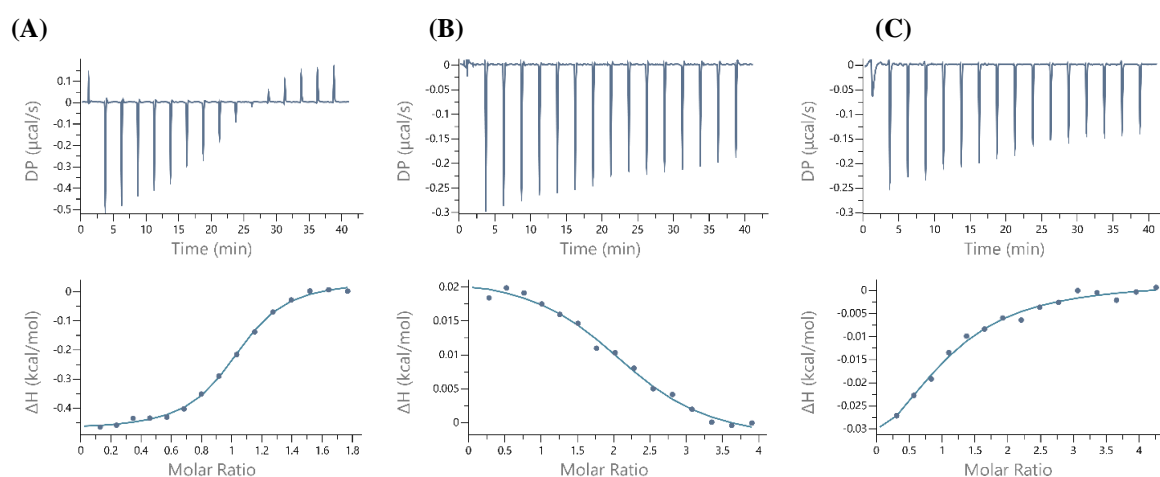 (A)
(B)
(C)
0.1
0
-0.1
-0.2
-0.3
-0.4
-0.5
DP (µcal/s)
0 5 10 15 20 25 30 35 40
Time (min)
0
-0.05
-0.1
-0.15
-0.2
-0.25
-0.3
DP (µcal/s)
0 5 10 15 20 25 30 35 40
Time (min)
0
-0.05
-0.1
-0.15
-0.2
-0.25
-0.3
DP (µcal/s)
0 5 10 15 20 25 30 35 40
Time (min)
0
-0.1
-0.2
-0.3
-0.4
ΔH (kcal/mol)
0 0.2 0.4 0.6 0.8 1 1.2 1.4 1.6 1.8
Molar Ratio
0.02
0.015
0.01
0.005
0
ΔH (kcal/mol)
0 0.5 1 1.5 2 2.5 3 3.5 4
Molar Ratio
0
-0.005
-0.01
-0.015
-0.02
-0.025
-0.03
ΔH (kcal/mol)
0 0.5 1 1.5 2 2.5 3 3.5 4
Molar Ratio